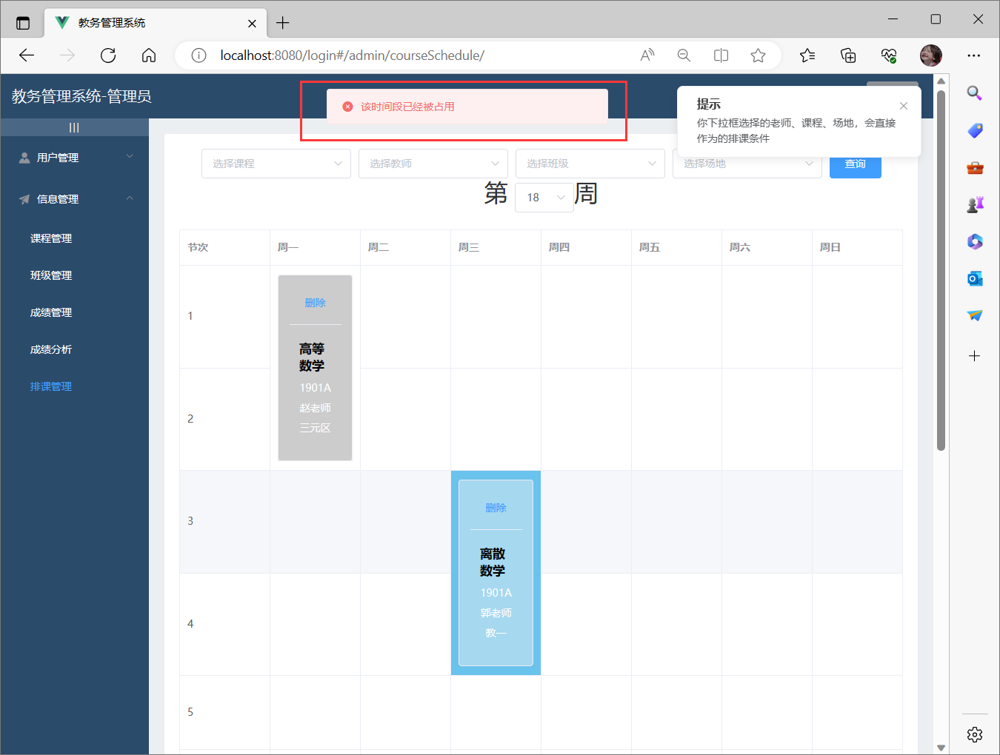 教务管理系统
localhost:8080/login#/admin/courseSchedule/
教务管理系统-管理员
该时间段已经被占用
提示
你下拉框选择的老师、课程、场地，会直接
作为的排课条件
|||
用户管理
信息管理
课程管理
班级管理
成绩管理
成绩分析
排课管理
选择课程
选择教师
选择班级
选择场地
查询
第 18 周
节次 周一 周二 周三 周四 周五 周六 周日
1
删除
高等
数学
1901A
赵老师
三元区
2
3
删除
离散
数学
1901A
郭老师
教一
4
5